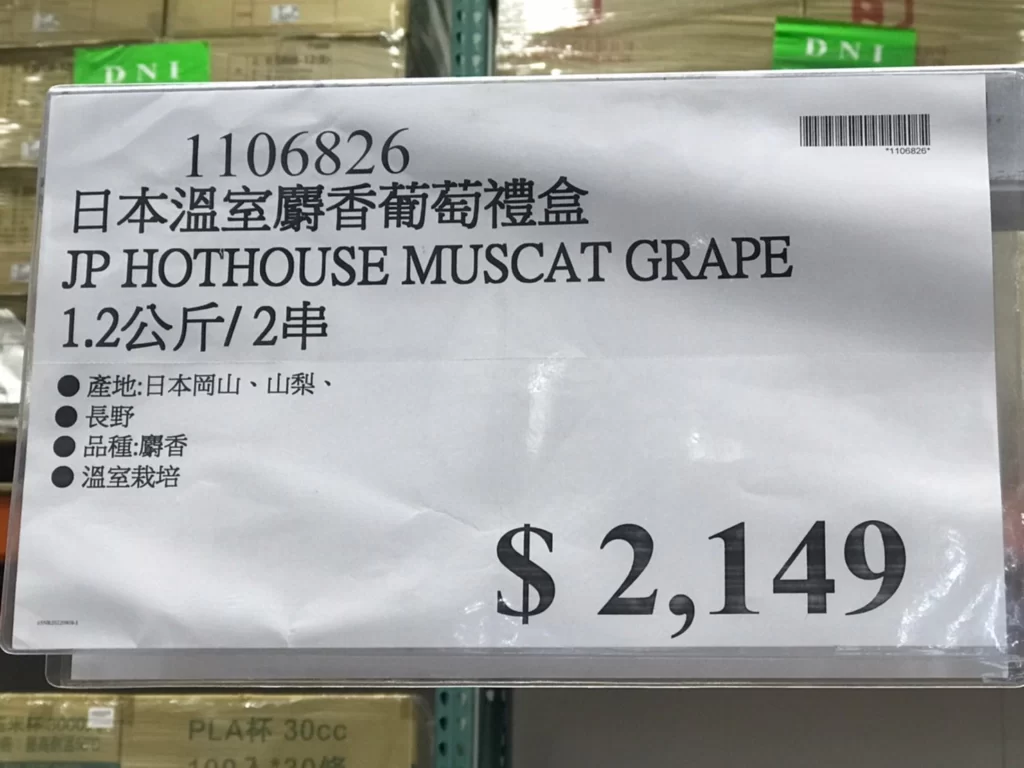 DNI
DNI
1106826
*1106826*
日本溫室麝香葡萄禮盒
JP HOTHOUSE MUSCAT GRAPE
1.2公斤/ 2串
● 產地:日本岡山、山梨、
● 長野
● 品種:麝香
● 溫室栽培
$ 2,149
PLA杯 30cc